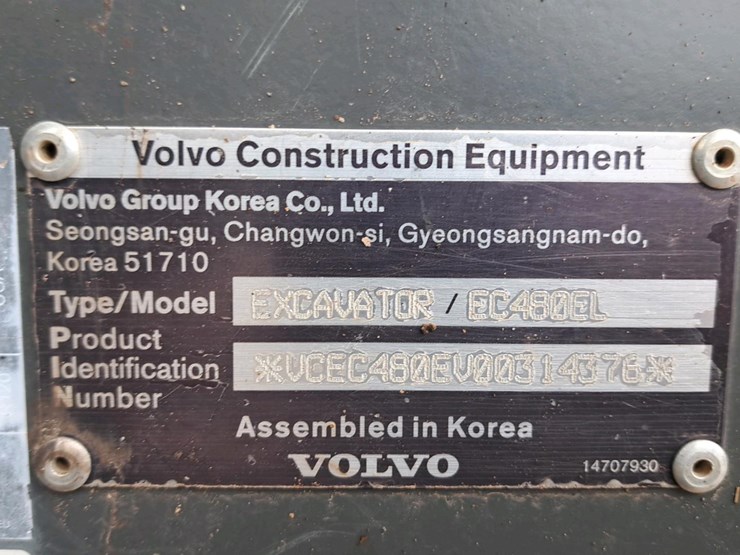 Volvo Construction Equipment
Volvo Group Korea Co., Ltd.
Seongsan-gu, Changwon-si, Gyeongsangnam-do,
Korea 51710
Type/Model EXCAVATOR / EC480EL
Product
Identification *VCEC480EV00314376*
Number
Assembled in Korea
VOLVO
14707930